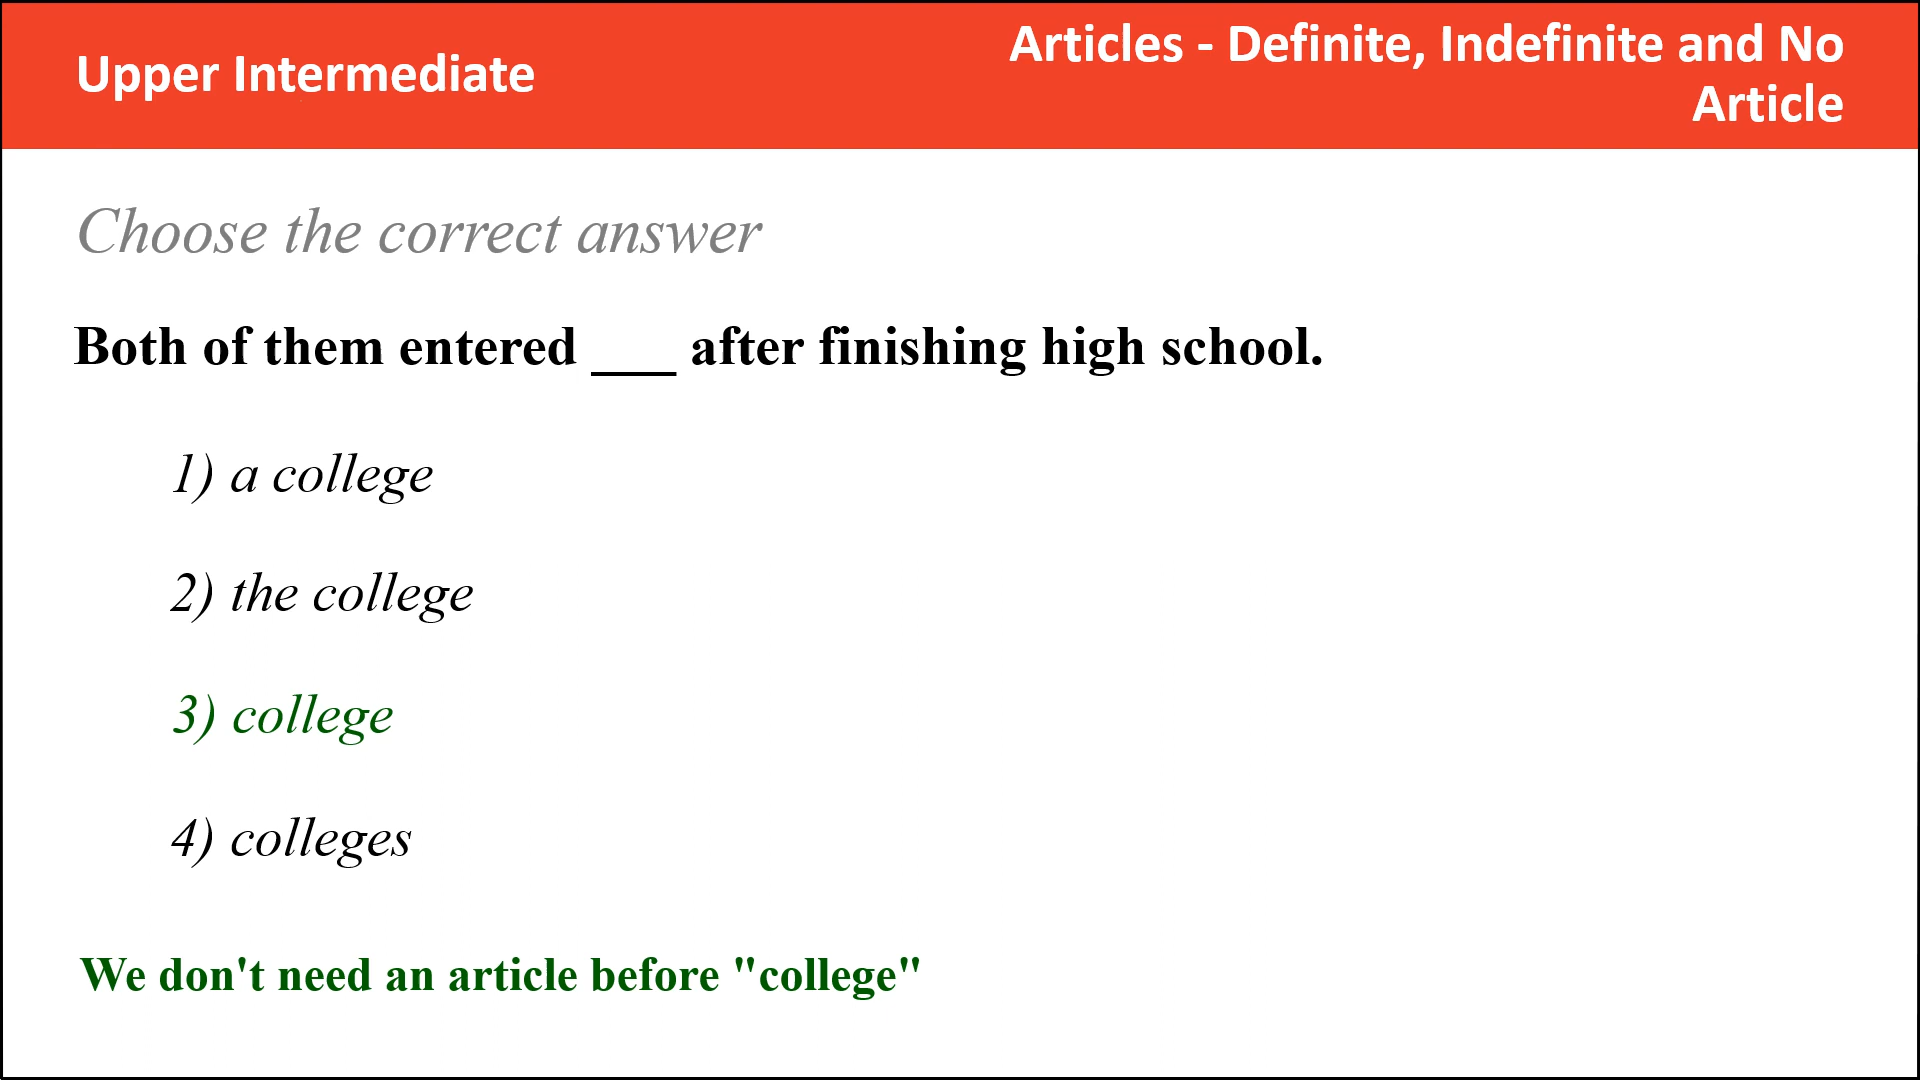 Upper Intermediate
Articles - Definite, Indefinite and No
Article
Choose the correct answer
Both of them entered ___ after finishing high school.
1) a college
2) the college
3) college
4) colleges
We don't need an article before "college"